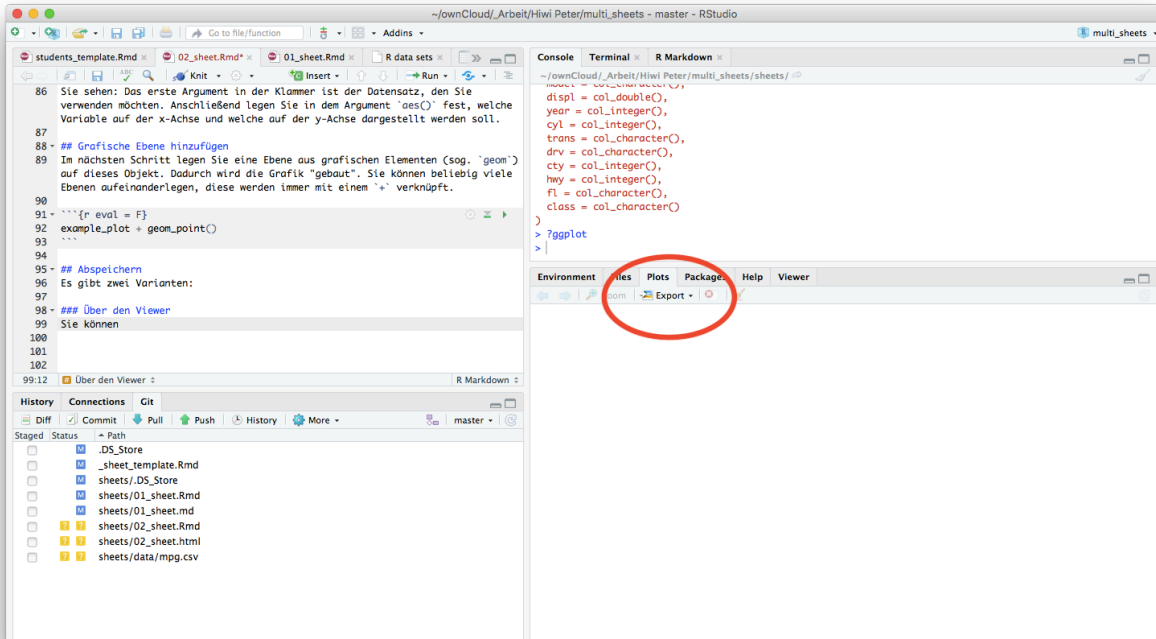 ~/ownCloud/_Arbeit/Hiwi Peter/multi_sheets - master - RStudio
Go to file/function
Addins
multi_sheets
students_template.Rmd
02_sheet.Rmd*
01_sheet.Rmd
R data sets
ABC
Knit
Insert
Run
86 Sie sehen: Das erste Argument in der Klammer ist der Datensatz, den Sie
verwenden möchten. Anschließend legen Sie in dem Argument `aes()` fest, welche
Variable auf der x-Achse und welche auf der y-Achse dargestellt werden soll.
87
88 ## Grafische Ebene hinzufügen
89 Im nächsten Schritt legen Sie eine Ebene aus grafischen Elementen (sog. `geom`)
auf dieses Objekt. Dadurch wird die Grafik "gebaut". Sie können beliebig viele
Ebenen aufeinanderlegen, diese werden immer mit einem `+` verknüpft.
90
91 ```{r eval = F}
92 example_plot + geom_point()
93 ```
94
95 ## Abspeichern
96 Es gibt zwei Varianten:
97
98 ### Über den Viewer
99 Sie können
100
101
102
99:12 # Über den Viewer
R Markdown
History Connections Git
Diff Commit Pull Push History More master
Staged Status Path
M .DS_Store
M _sheet_template.Rmd
M sheets/.DS_Store
M sheets/01_sheet.Rmd
M sheets/01_sheet.md
? ? sheets/02_sheet.Rmd
? ? sheets/02_sheet.html
? ? sheets/data/mpg.csv
Console Terminal R Markdown
~/ownCloud/_Arbeit/Hiwi Peter/multi_sheets/sheets/
model = col_character(),
displ = col_double(),
year = col_integer(),
cyl = col_integer(),
trans = col_character(),
drv = col_character(),
cty = col_integer(),
hwy = col_integer(),
fl = col_character(),
class = col_character()
)
> ?ggplot
>
Environment Files Plots Packages Help Viewer
Zoom Export